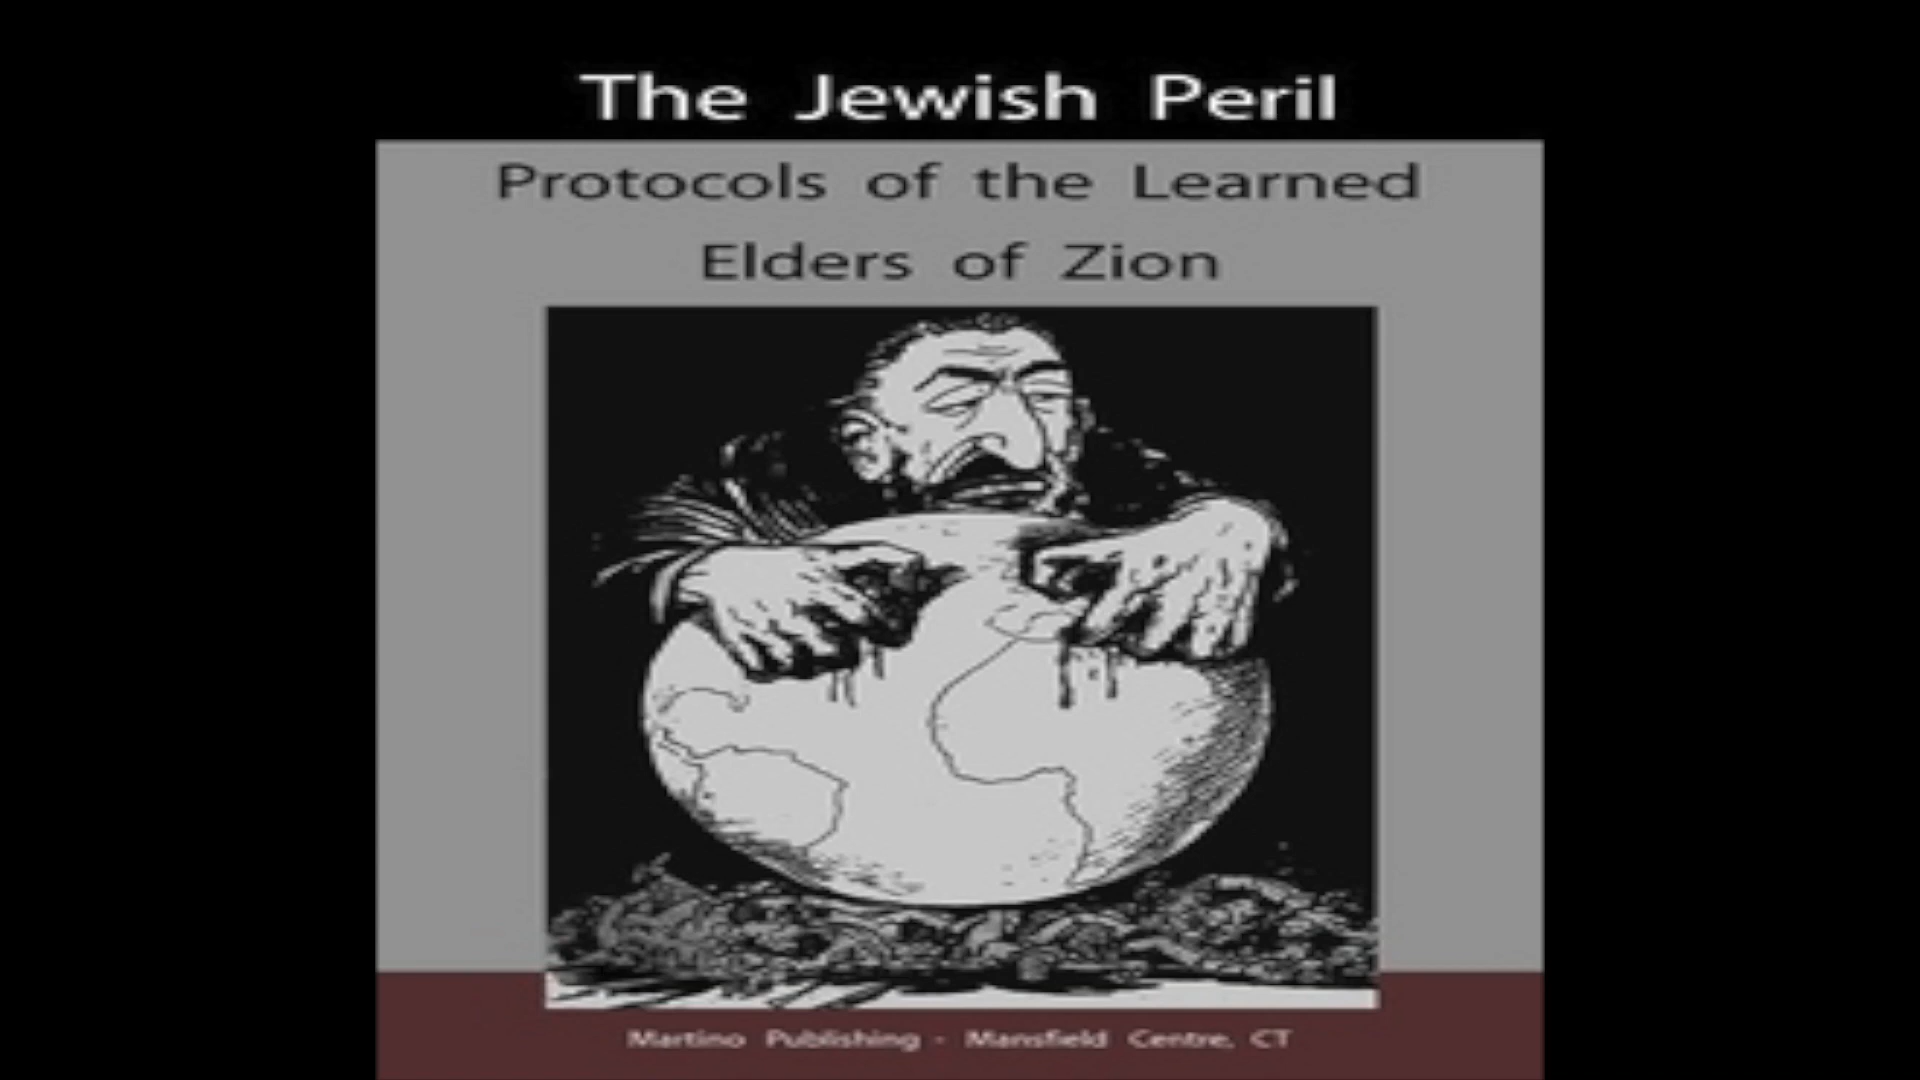 The Jewish Peril
Protocols of the Learned
Elders of Zion
Martino Publishing - Mansfield Centre, CT